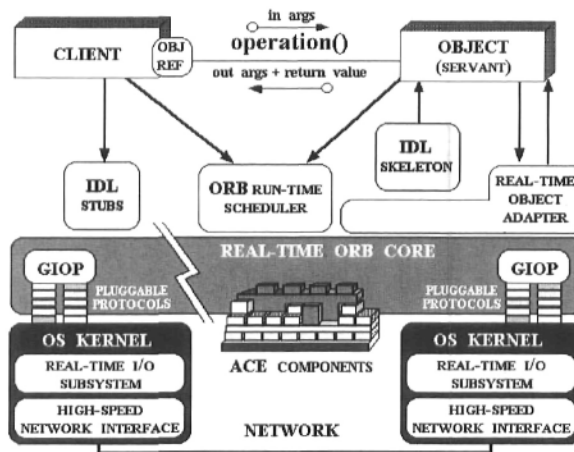 in args
CLIENT
OBJ
REF
operation()
OBJECT
(SERVANT)
out args + return value
IDL
STUBS
ORB RUN-TIME
SCHEDULER
IDL
SKELETON
REAL-TIME
OBJECT
ADAPTER
REAL-TIME ORB CORE
GIOP
PLUGGABLE
PROTOCOLS
GIOP
PLUGGABLE
PROTOCOLS
OS KERNEL
REAL-TIME I/O
SUBSYSTEM
HIGH-SPEED
NETWORK INTERFACE
ACE COMPONENTS
NETWORK
OS KERNEL
REAL-TIME I/O
SUBSYSTEM
HIGH-SPEED
NETWORK INTERFACE